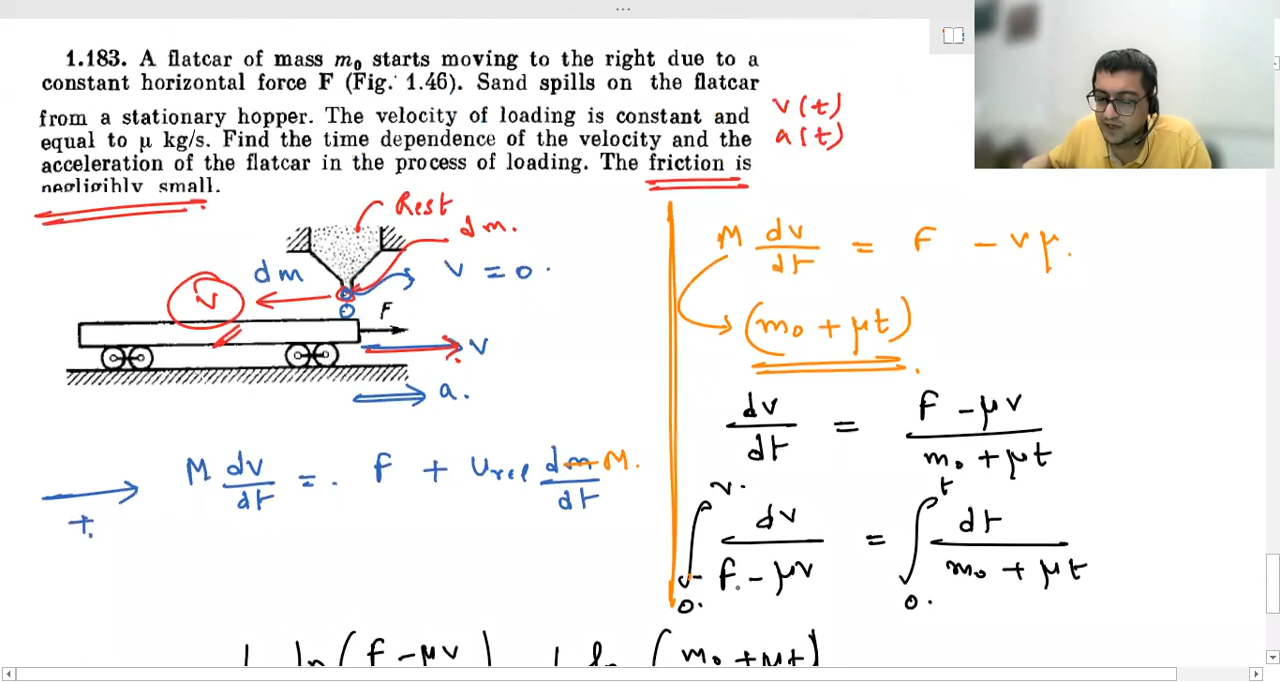 1.183. A flatcar of mass m₀ starts moving to the right due to a
constant horizontal force F (Fig. 1.46). Sand spills on the flatcar
from a stationary hopper. The velocity of loading is constant and
equal to μ kg/s. Find the time dependence of the velocity and the
acceleration of the flatcar in the process of loading. The friction is
negligibly small.
v(t)
a(t)
Rest
dm.
dm
v = 0.
v
F
v
a.
+.
M dv/dt =. F + Urel dM/dt.
M dv/dt = F - vμ.
(m₀ + μt).
dv/dt = F - μv / m₀ + μt
∫₀.^v. dv / F - μv = ∫₀.^t dt / m₀ + μt
ln(F - μv
(m₀ + μt)